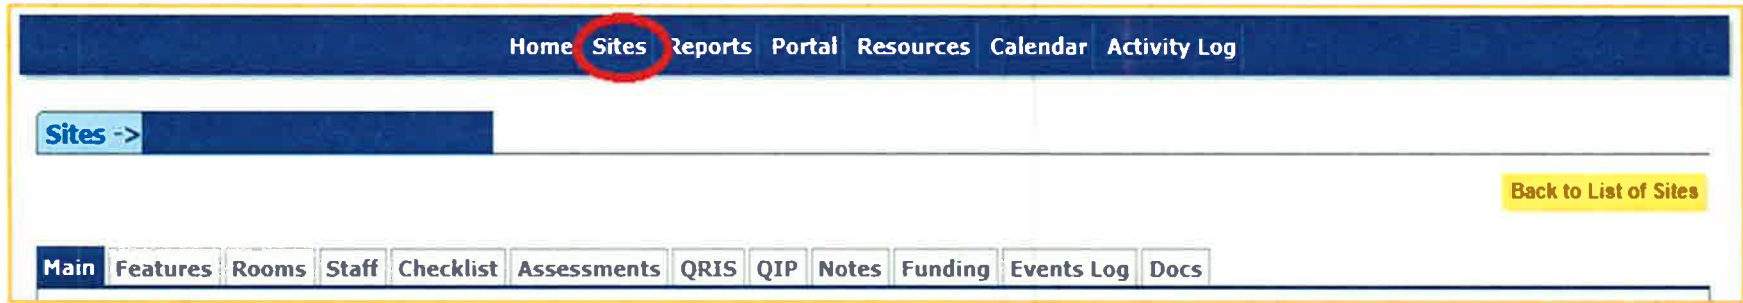 Home Sites Reports Portal Resources Calendar Activity Log
Sites ->
Back to List of Sites
Main Features Rooms Staff Checklist Assessments QRIS QIP Notes Funding Events Log Docs